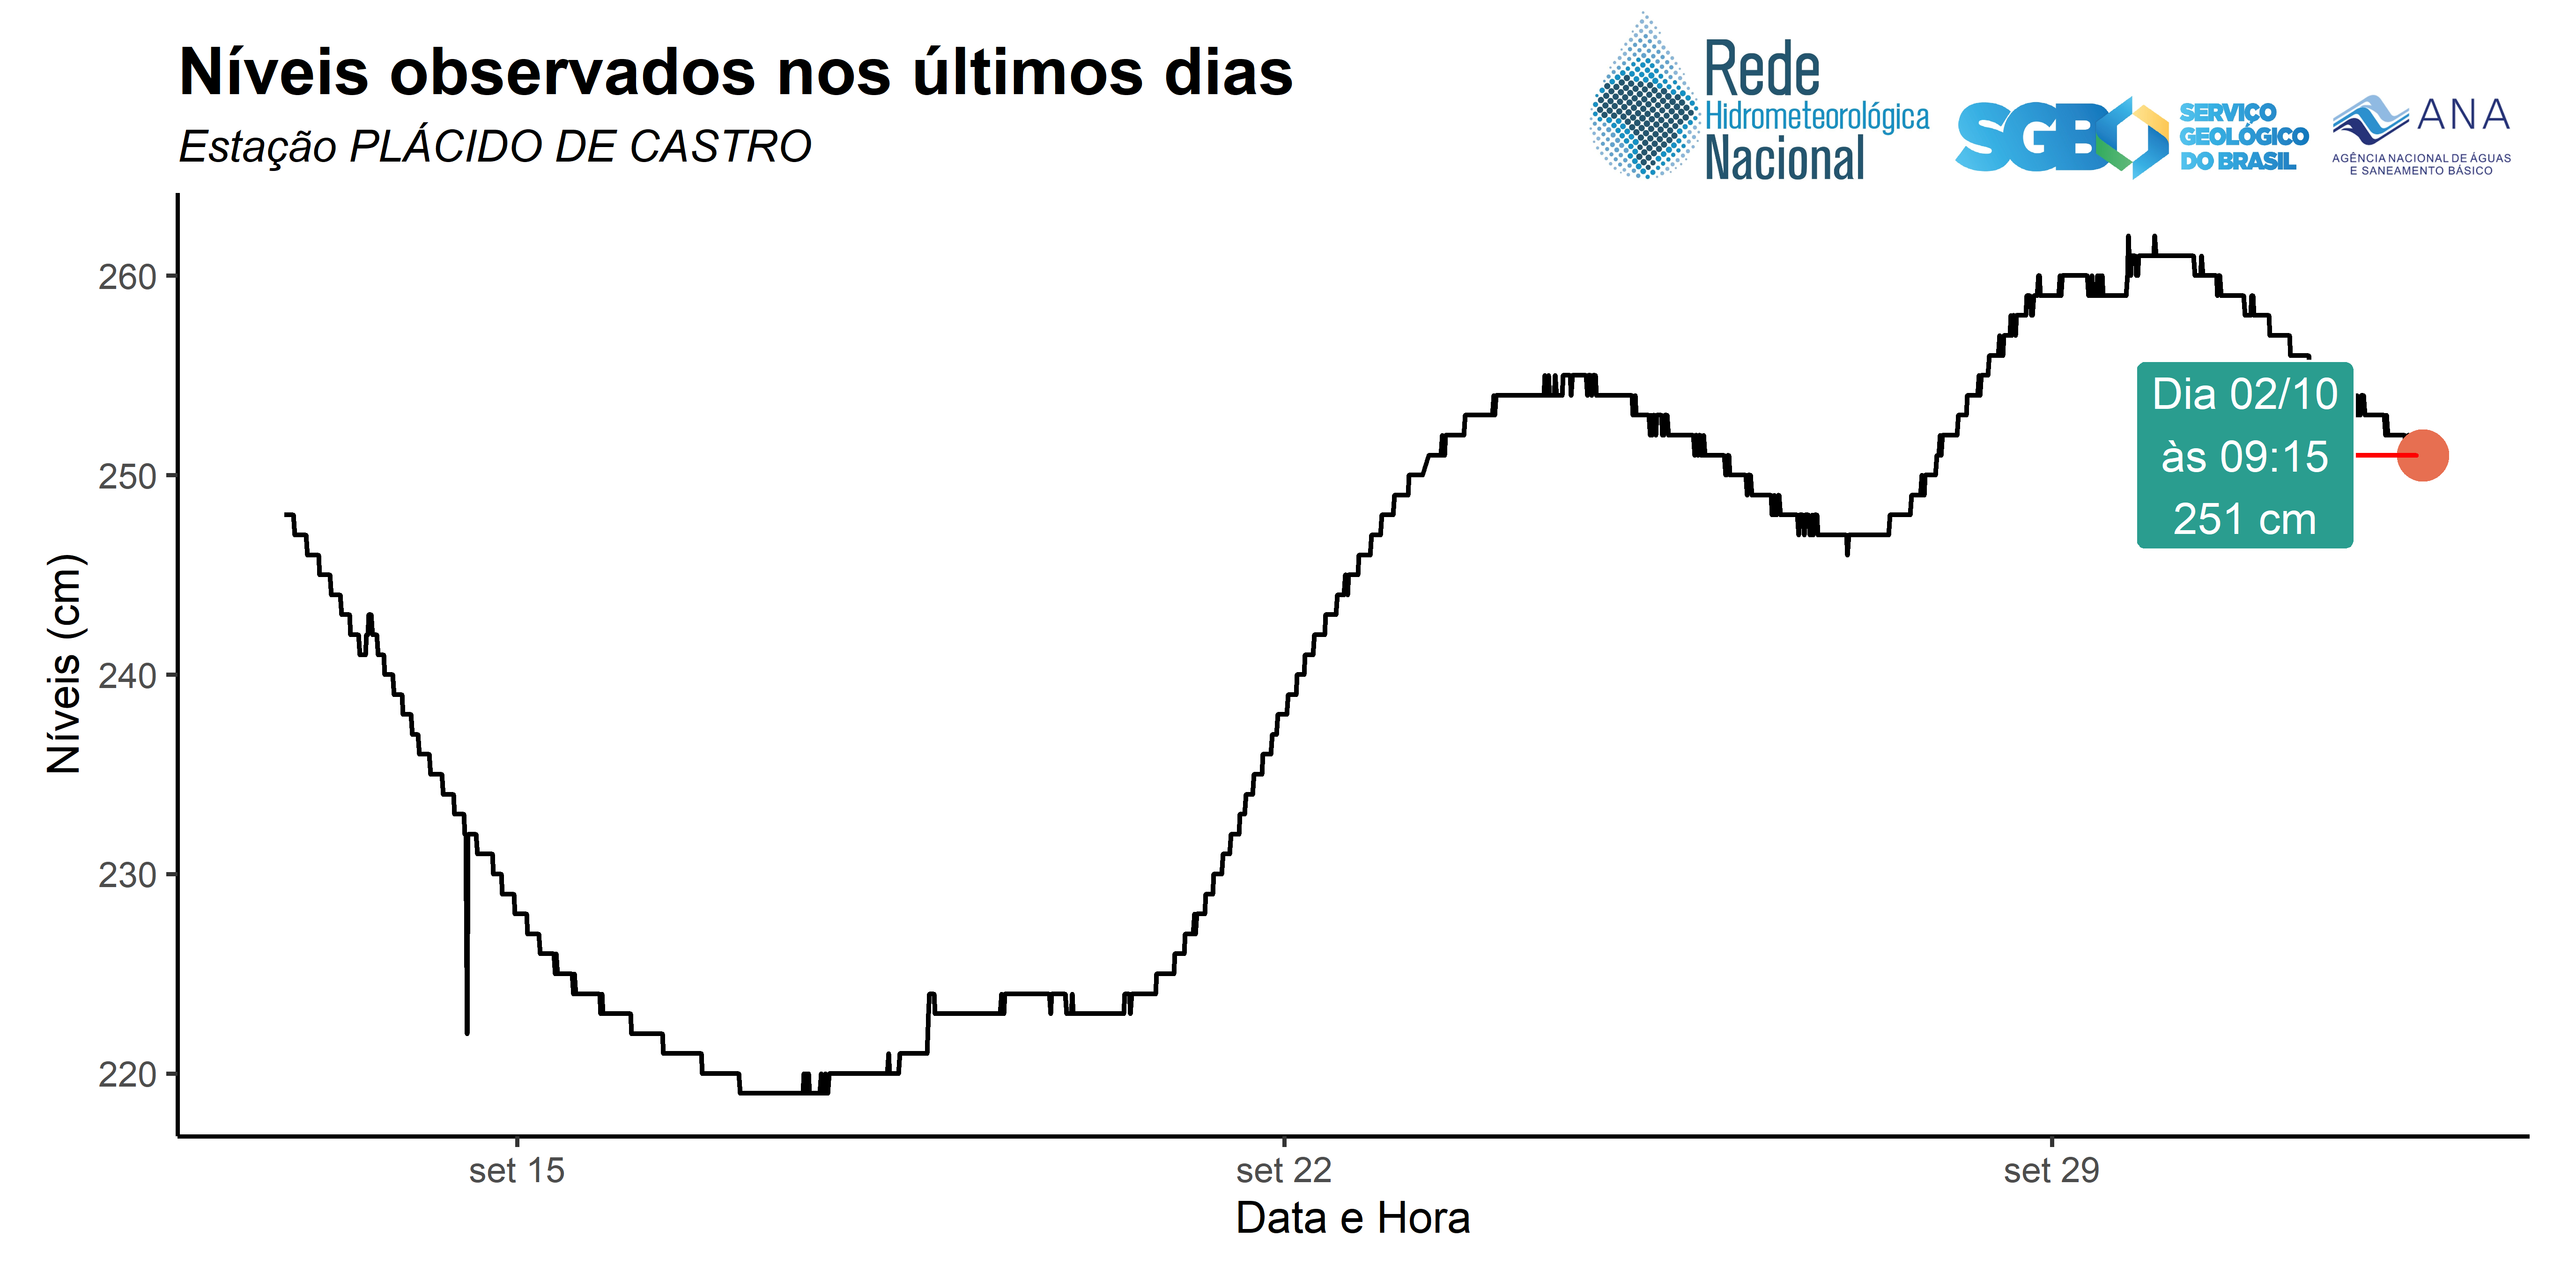 Níveis observados nos últimos dias
Estação PLÁCIDO DE CASTRO
Rede
Hidrometeorológica
Nacional
SGB
SERVIÇO
GEOLÓGICO
DO BRASIL
ANA
AGÊNCIA NACIONAL DE ÁGUAS
E SANEAMENTO BÁSICO
Níveis (cm)
260
250
240
230
220
Dia 02/10
às 09:15
251 cm
set 15
set 22
set 29
Data e Hora